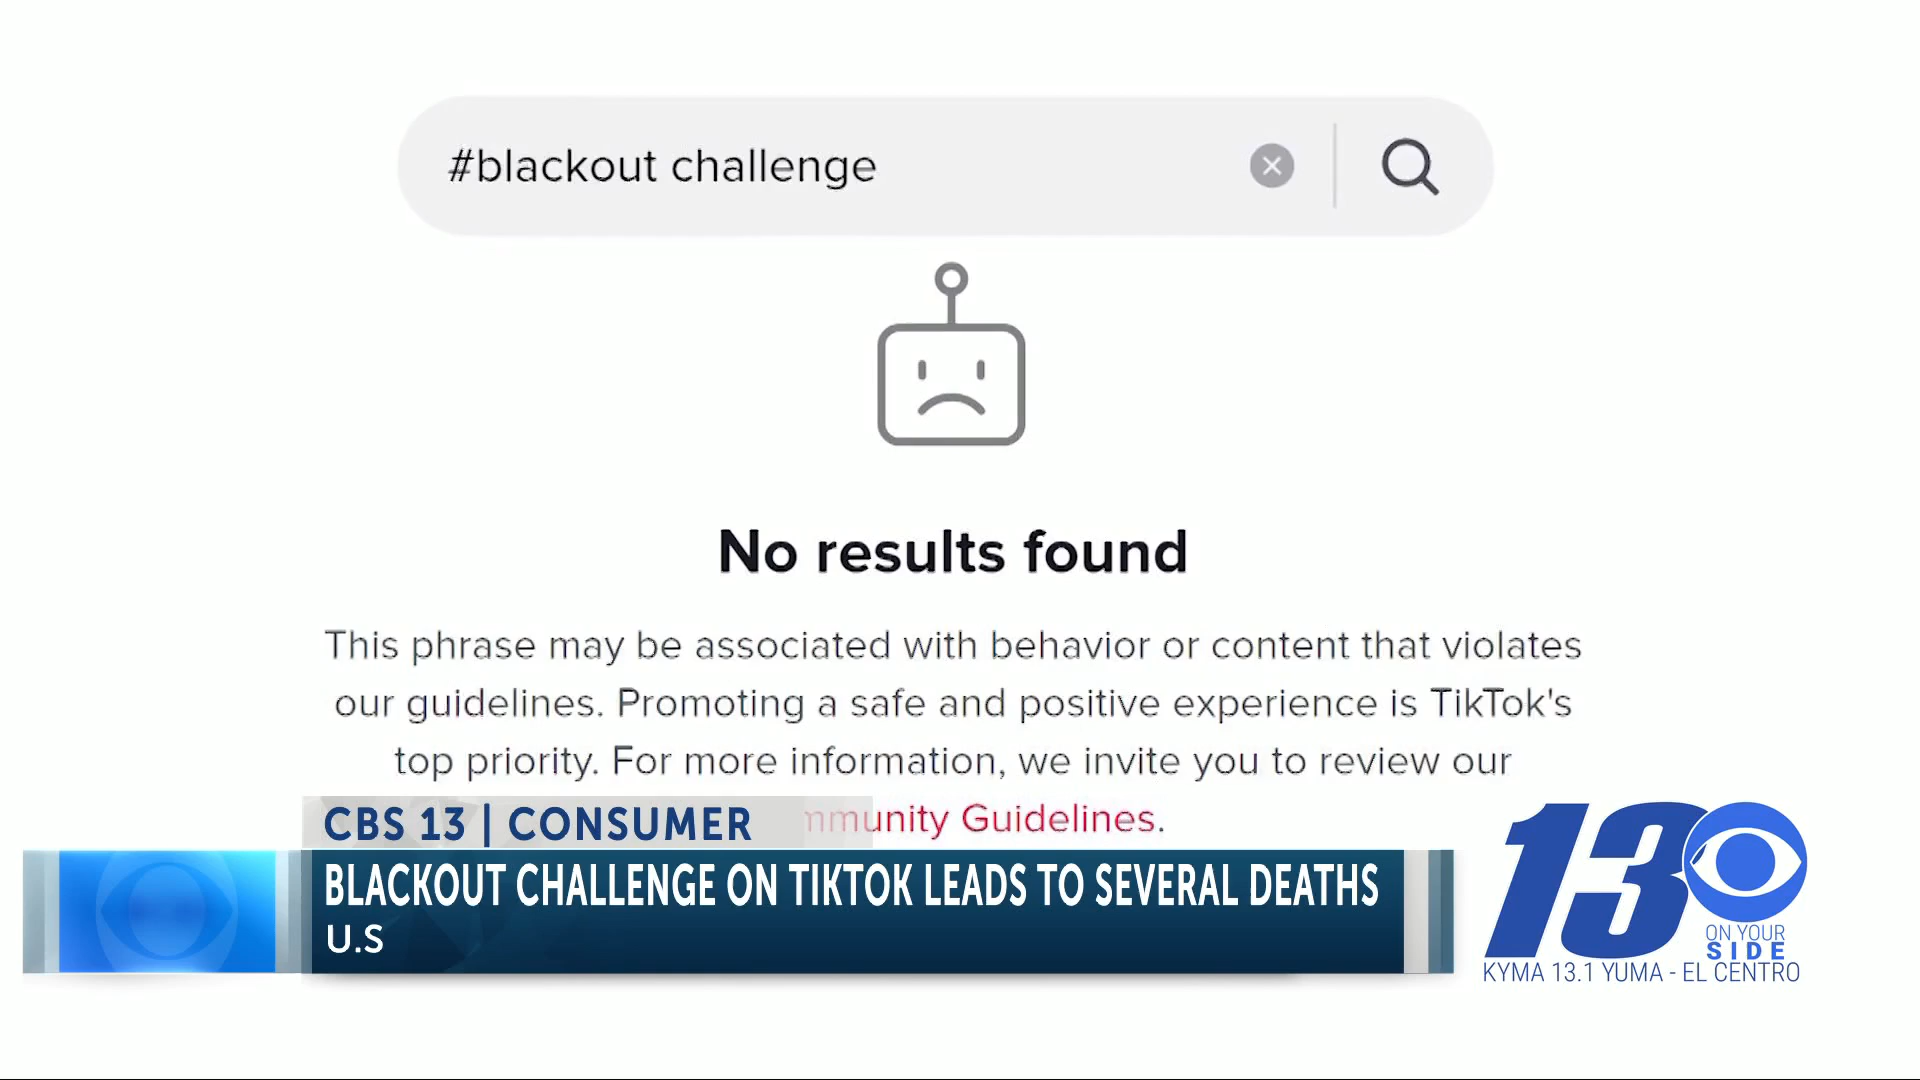 #blackout challenge
No results found
This phrase may be associated with behavior or content that violates
our guidelines. Promoting a safe and positive experience is TikTok's
top priority. For more information, we invite you to review our
Guidelines.
CBS 13 | CONSUMER
BLACKOUT CHALLENGE ON TIKTOK LEADS TO SEVERAL DEATHS
U.S
13
ON YOUR
SIDE
KYMA 13.1 YUMA - EL CENTRO